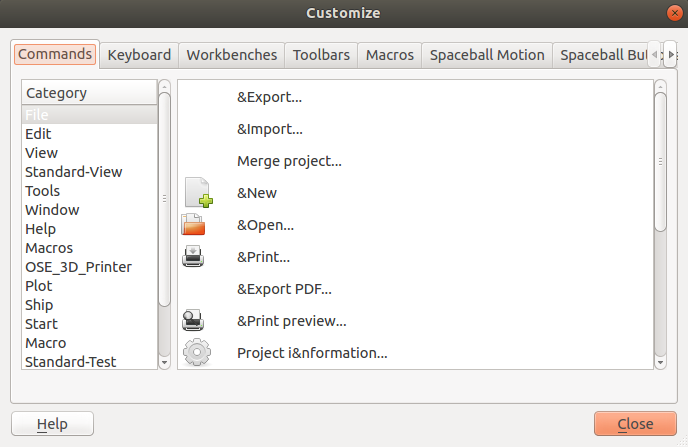 Customize
Commands
Keyboard
Workbenches
Toolbars
Macros
Spaceball Motion
Spaceball
Category
File
Edit
View
Standard-View
Tools
Window
Help
Macros
OSE_3D_Printer
Plot
Ship
Start
Macro
Standard-Test
&Export...
&Import...
Merge project...
&New
&Open...
&Print...
&Export PDF...
&Print preview...
Project i&nformation...
Help
Close